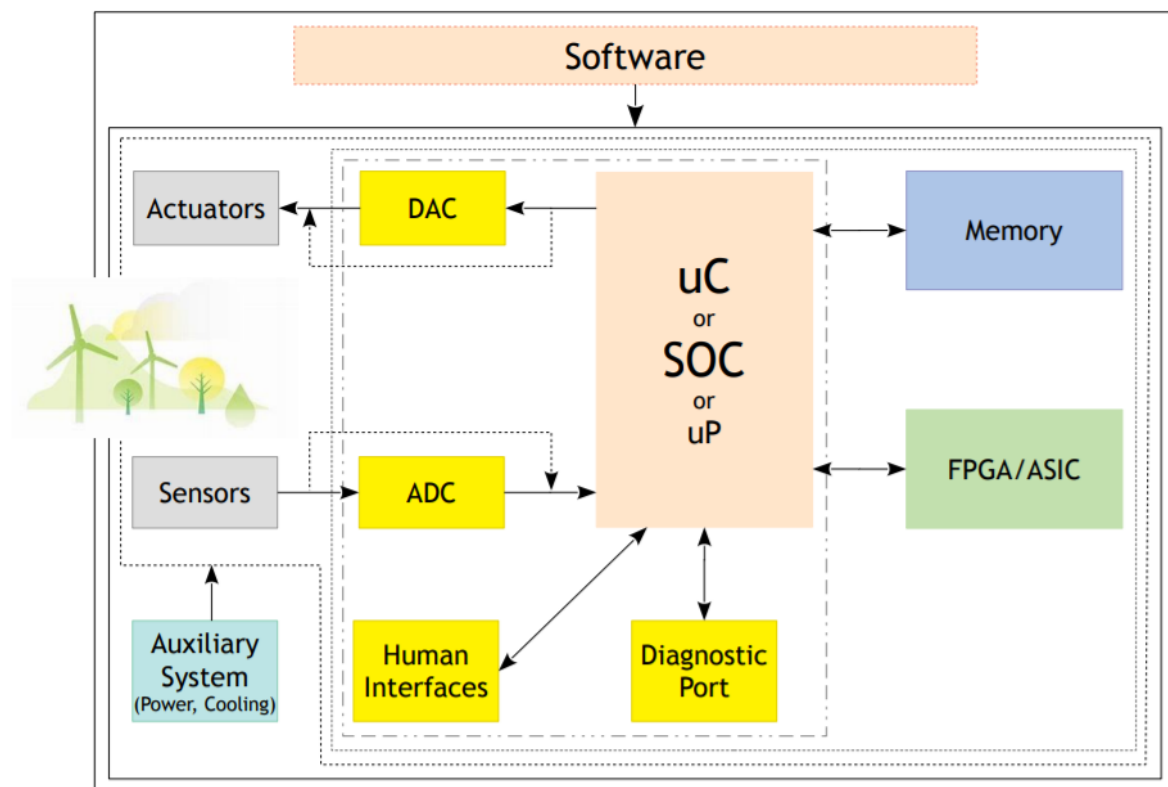 Software
Actuators
DAC
uC
or
SOC
or
uP
Memory
Sensors
ADC
FPGA/ASIC
Auxiliary
System
(Power, Cooling)
Human
Interfaces
Diagnostic
Port